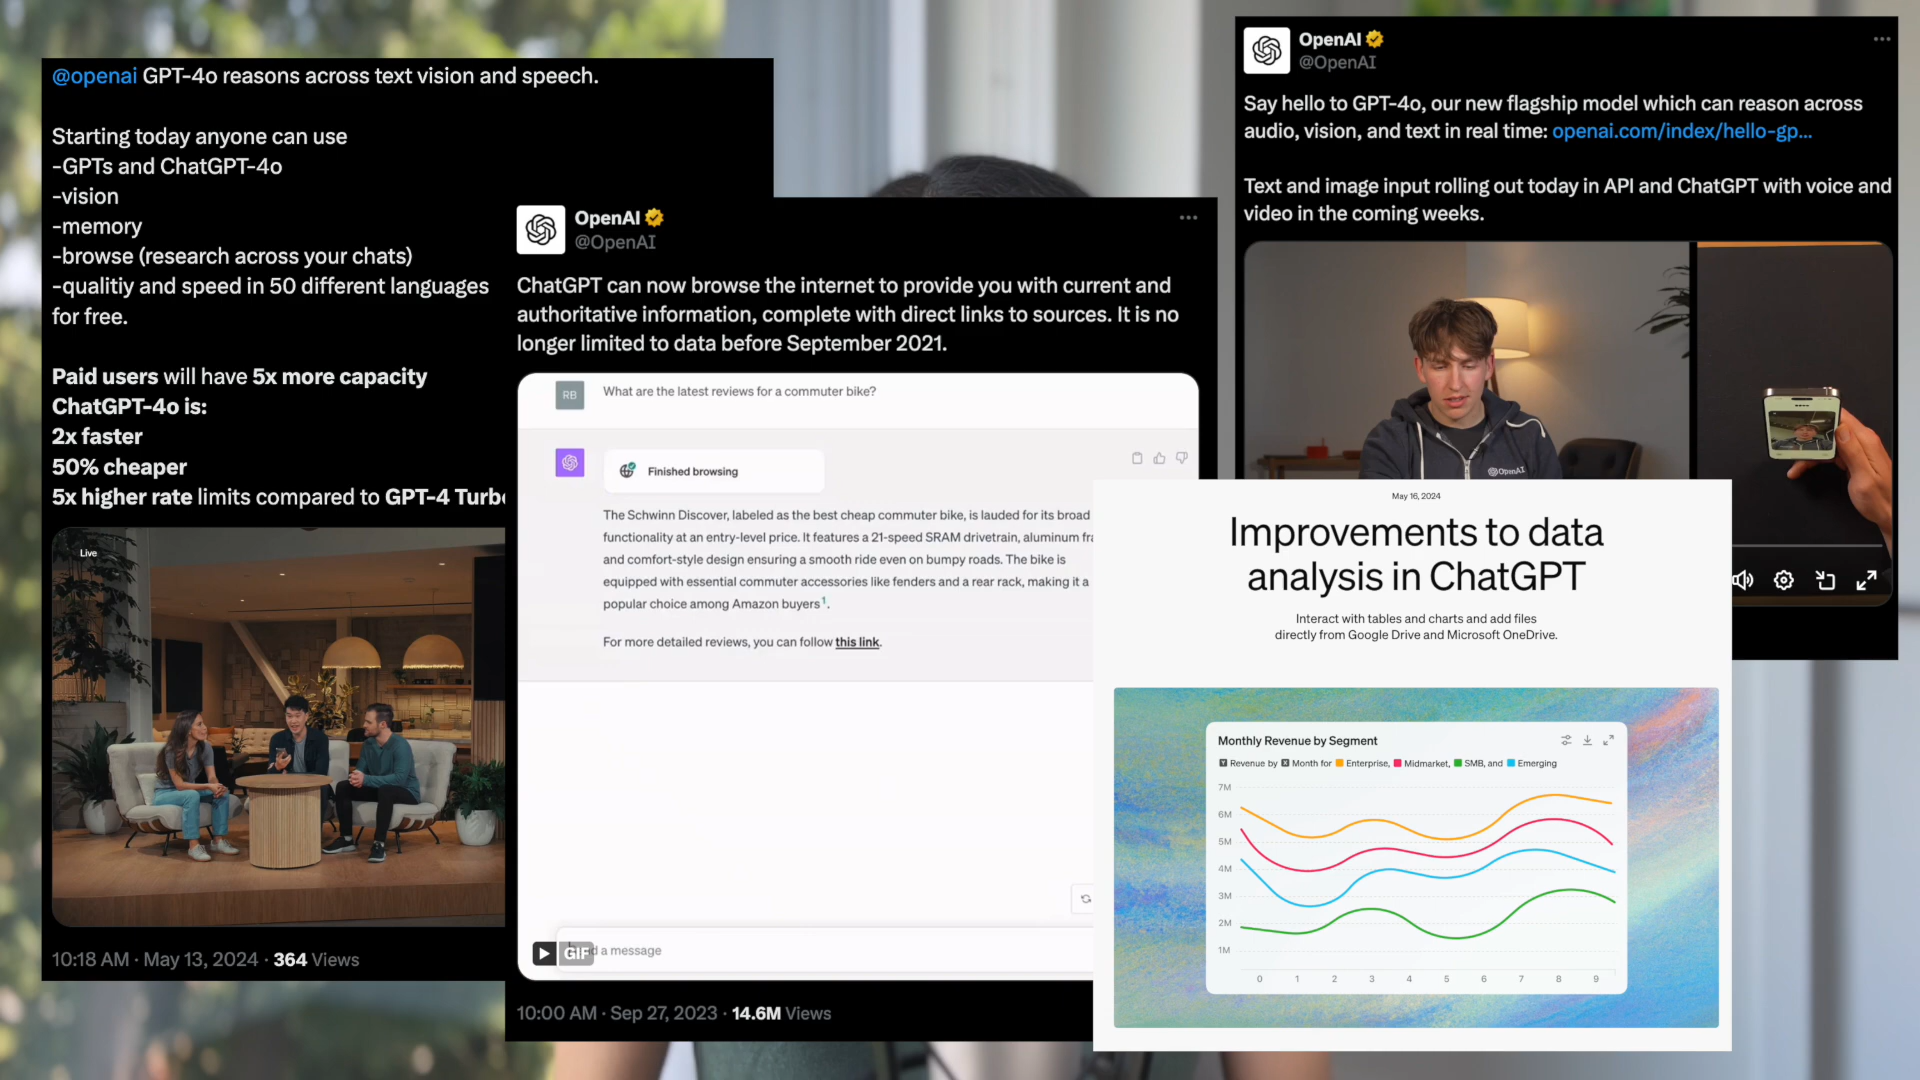 @openai GPT-4o reasons across text vision and speech.
Starting today anyone can use
-GPTs and ChatGPT-4o
-vision
-memory
-browse (research across your chats)
-qualitiy and speed in 50 different languages
for free.
Paid users will have 5x more capacity
ChatGPT-4o is:
2x faster
50% cheaper
5x higher rate limits compared to GPT-4 Turbo
Live
10:18 AM · May 13, 2024 · 364 Views
OpenAI
@OpenAI
ChatGPT can now browse the internet to provide you with current and
authoritative information, complete with direct links to sources. It is no
longer limited to data before September 2021.
RB
What are the latest reviews for a commuter bike?
Finished browsing
The Schwinn Discover, labeled as the best cheap commuter bike, is lauded for its broad
functionality at an entry-level price. It features a 21-speed SRAM drivetrain, aluminum fra
and comfort-style design ensuring a smooth ride even on bumpy roads. The bike is
equipped with essential commuter accessories like fenders and a rear rack, making it a
popular choice among Amazon buyers¹.
For more detailed reviews, you can follow this link.
GIF
d a message
10:00 AM · Sep 27, 2023 · 14.6M Views
OpenAI
@OpenAI
Say hello to GPT-4o, our new flagship model which can reason across
audio, vision, and text in real time: openai.com/index/hello-gp...
Text and image input rolling out today in API and ChatGPT with voice and
video in the coming weeks.
OpenAI
May 16, 2024
Improvements to data
analysis in ChatGPT
Interact with tables and charts and add files
directly from Google Drive and Microsoft OneDrive.
Monthly Revenue by Segment
Y Revenue by X Month for Enterprise, Midmarket, SMB, and Emerging
7M
6M
5M
4M
3M
2M
1M
0 1 2 3 4 5 6 7 8 9